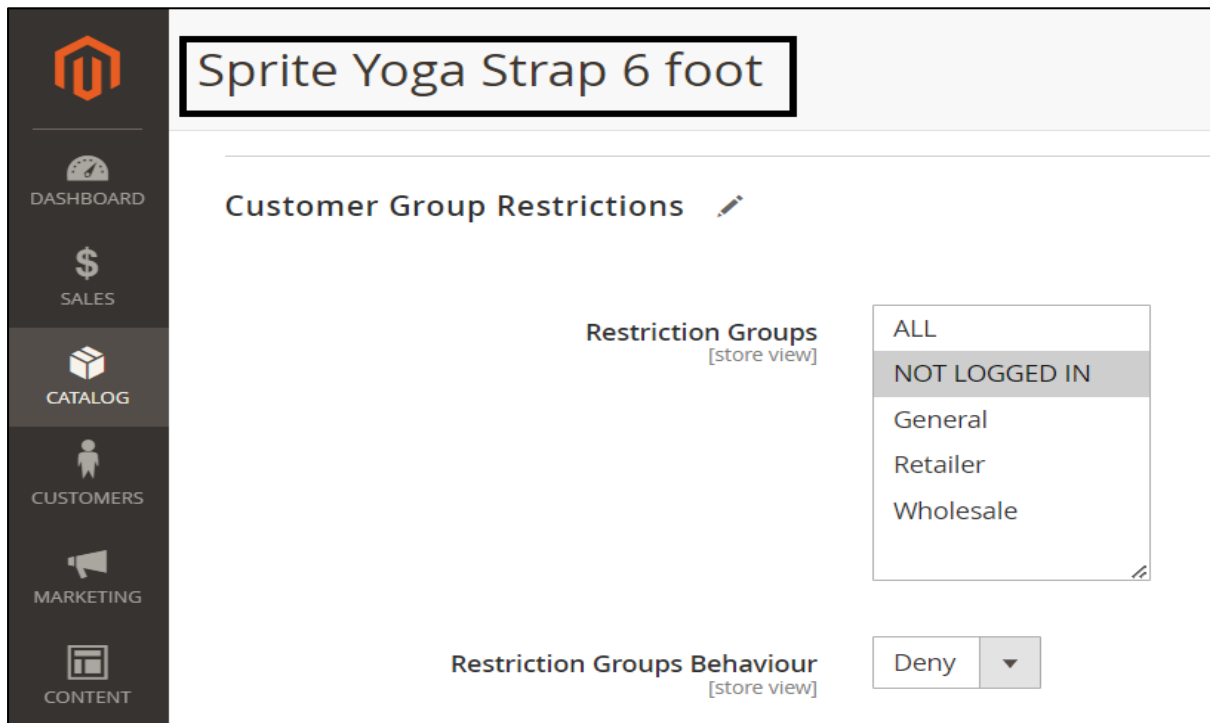 Sprite Yoga Strap 6 foot
DASHBOARD
$
SALES
CATALOG
CUSTOMERS
MARKETING
CONTENT
Customer Group Restrictions
Restriction Groups
[store view]
ALL
NOT LOGGED IN
General
Retailer
Wholesale
Restriction Groups Behaviour
[store view]
Deny